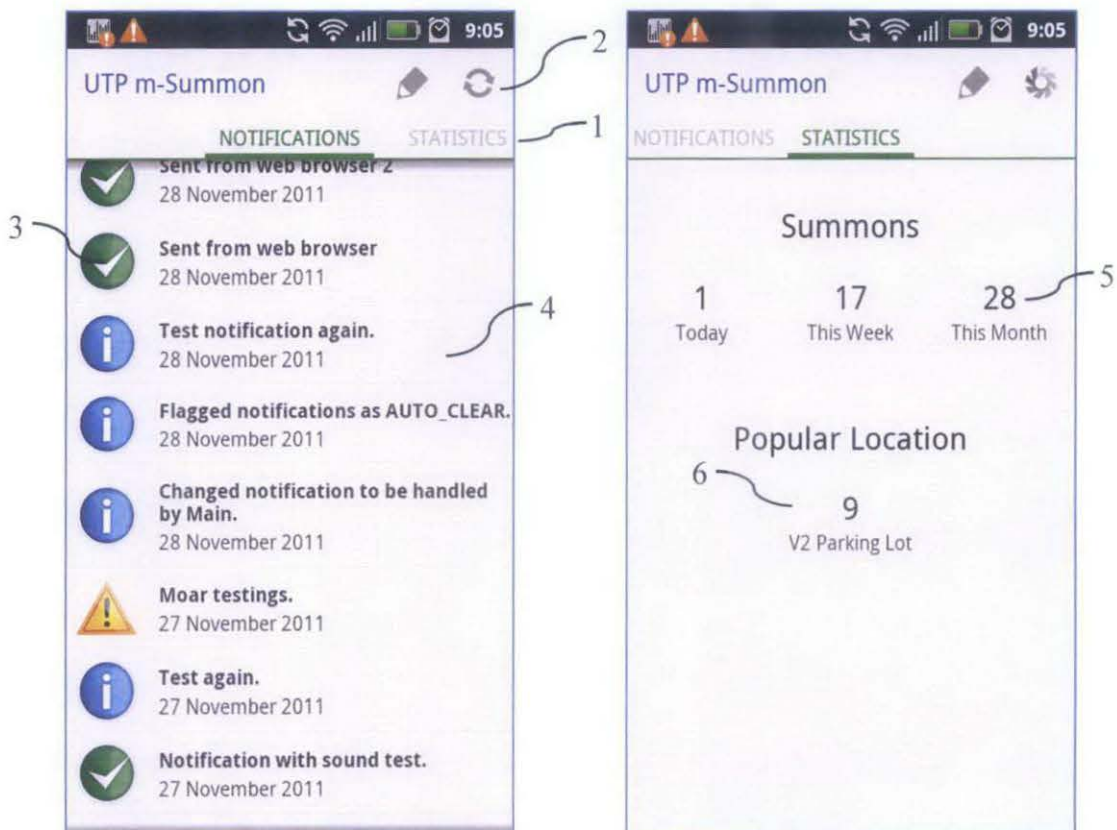 9:05
UTP m-Summon
2
NOTIFICATIONS STATISTICS
1
Sent from web browser 2
28 November 2011
3
Sent from web browser
28 November 2011
Test notification again.
28 November 2011
4
Flagged notifications as AUTO_CLEAR.
28 November 2011
Changed notification to be handled
by Main.
28 November 2011
Moar testings.
27 November 2011
Test again.
27 November 2011
Notification with sound test.
27 November 2011
9:05
UTP m-Summon
NOTIFICATIONS STATISTICS
Summons
1 17 28
5
Today This Week This Month
Popular Location
6
9
V2 Parking Lot